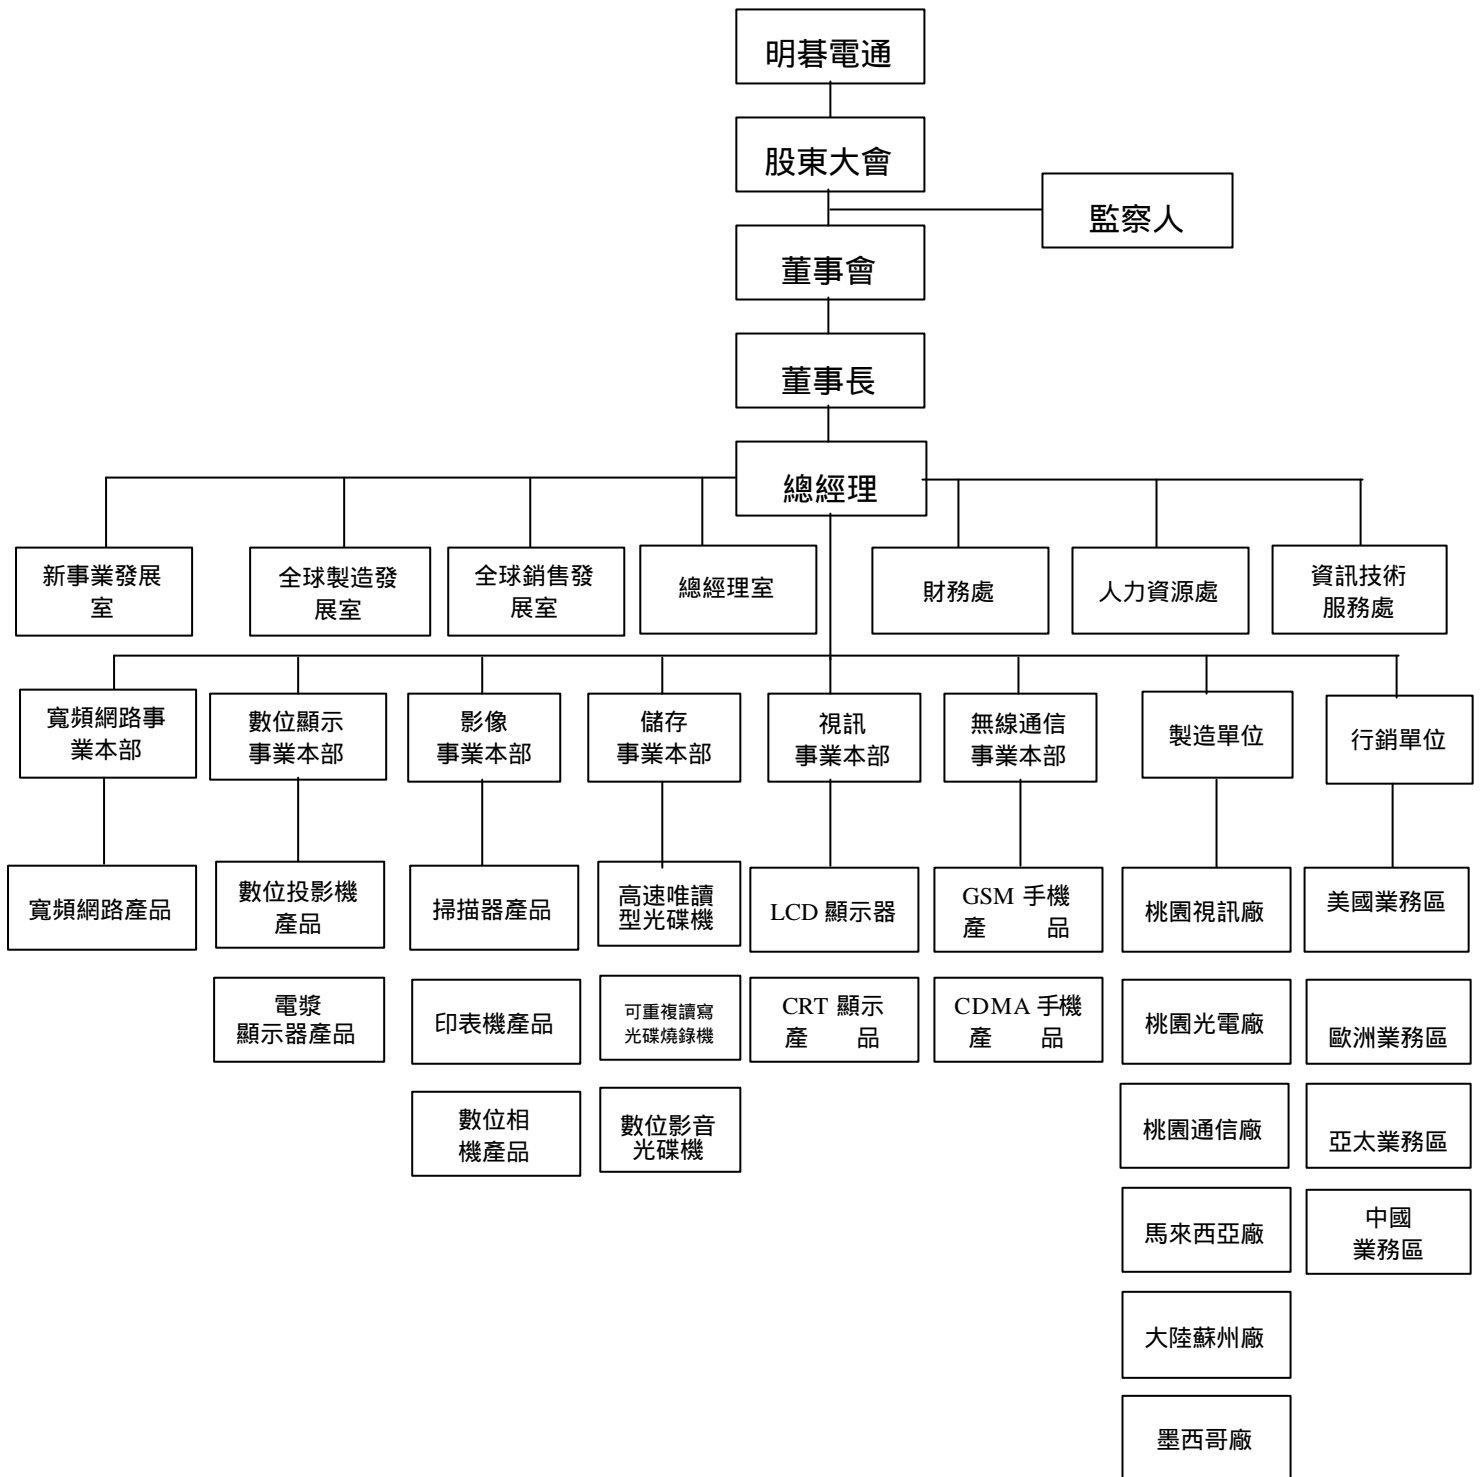 明碁電通
股東大會
監察人
董事會
董事長
總經理
新事業發展
室
全球製造發
展室
全球銷售發
展室
總經理室
財務處
人力資源處
資訊技術
服務處
寬頻網路事
業本部
數位顯示
事業本部
影像
事業本部
儲存
事業本部
視訊
事業本部
無線通信
事業本部
製造單位
行銷單位
寬頻網路產品
數位投影機
產品
掃描器產品
高速唯讀
型光碟機
LCD 顯示器
GSM 手機
產 品
桃園視訊廠
美國業務區
電漿
顯示器產品
印表機產品
可重複讀寫
光碟燒錄機
CRT 顯示
產 品
CDMA 手機
產 品
桃園光電廠
歐洲業務區
數位相
機產品
數位影音
光碟機
桃園通信廠
亞太業務區
馬來西亞廠
中國
業務區
大陸蘇州廠
墨西哥廠